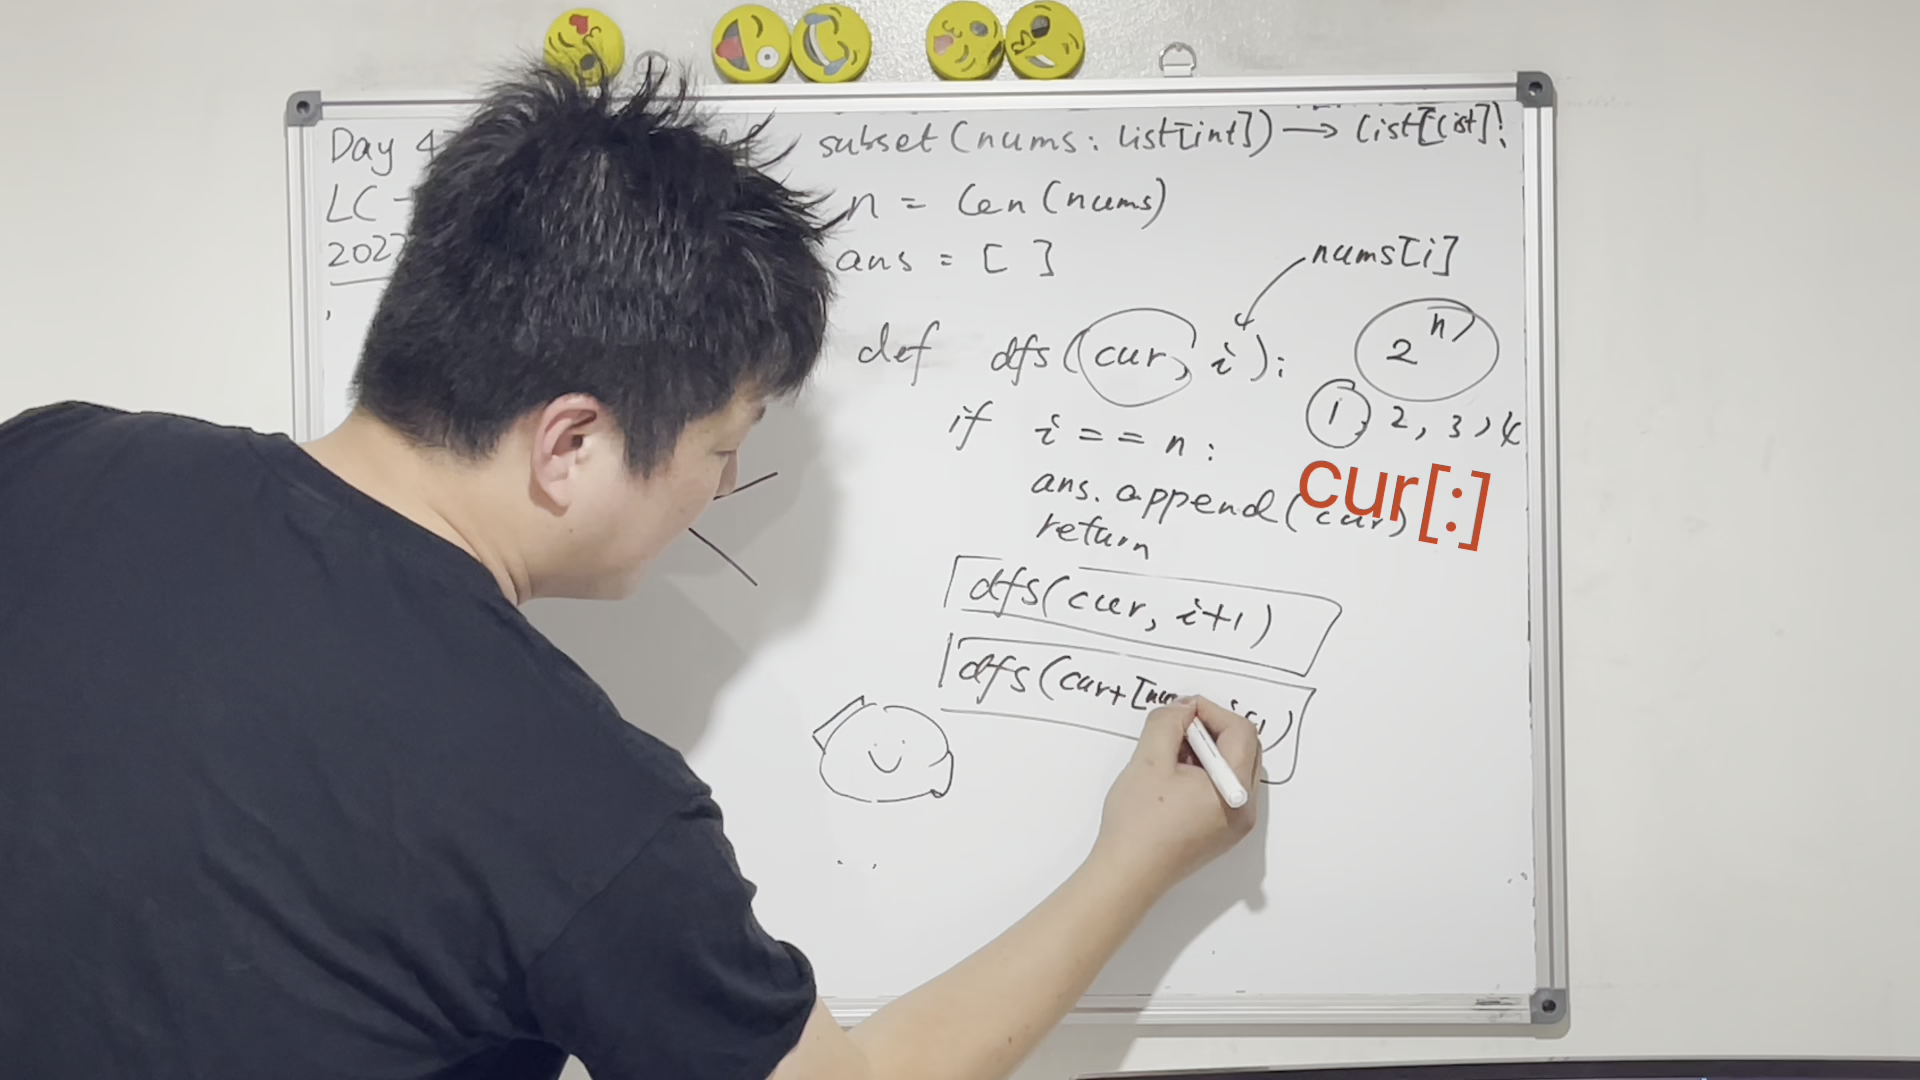 Day 4
subset(nums: list[int]) → list[list]:
LC -
n = len(nums)
202
ans = [ ]
nums[i]
def dfs(cur, i):
2^n
if i == n:
1, 2, 3, 4
ans.append(cur)
cur[:]
return
dfs(cur, i+1)
dfs(cur+[nu